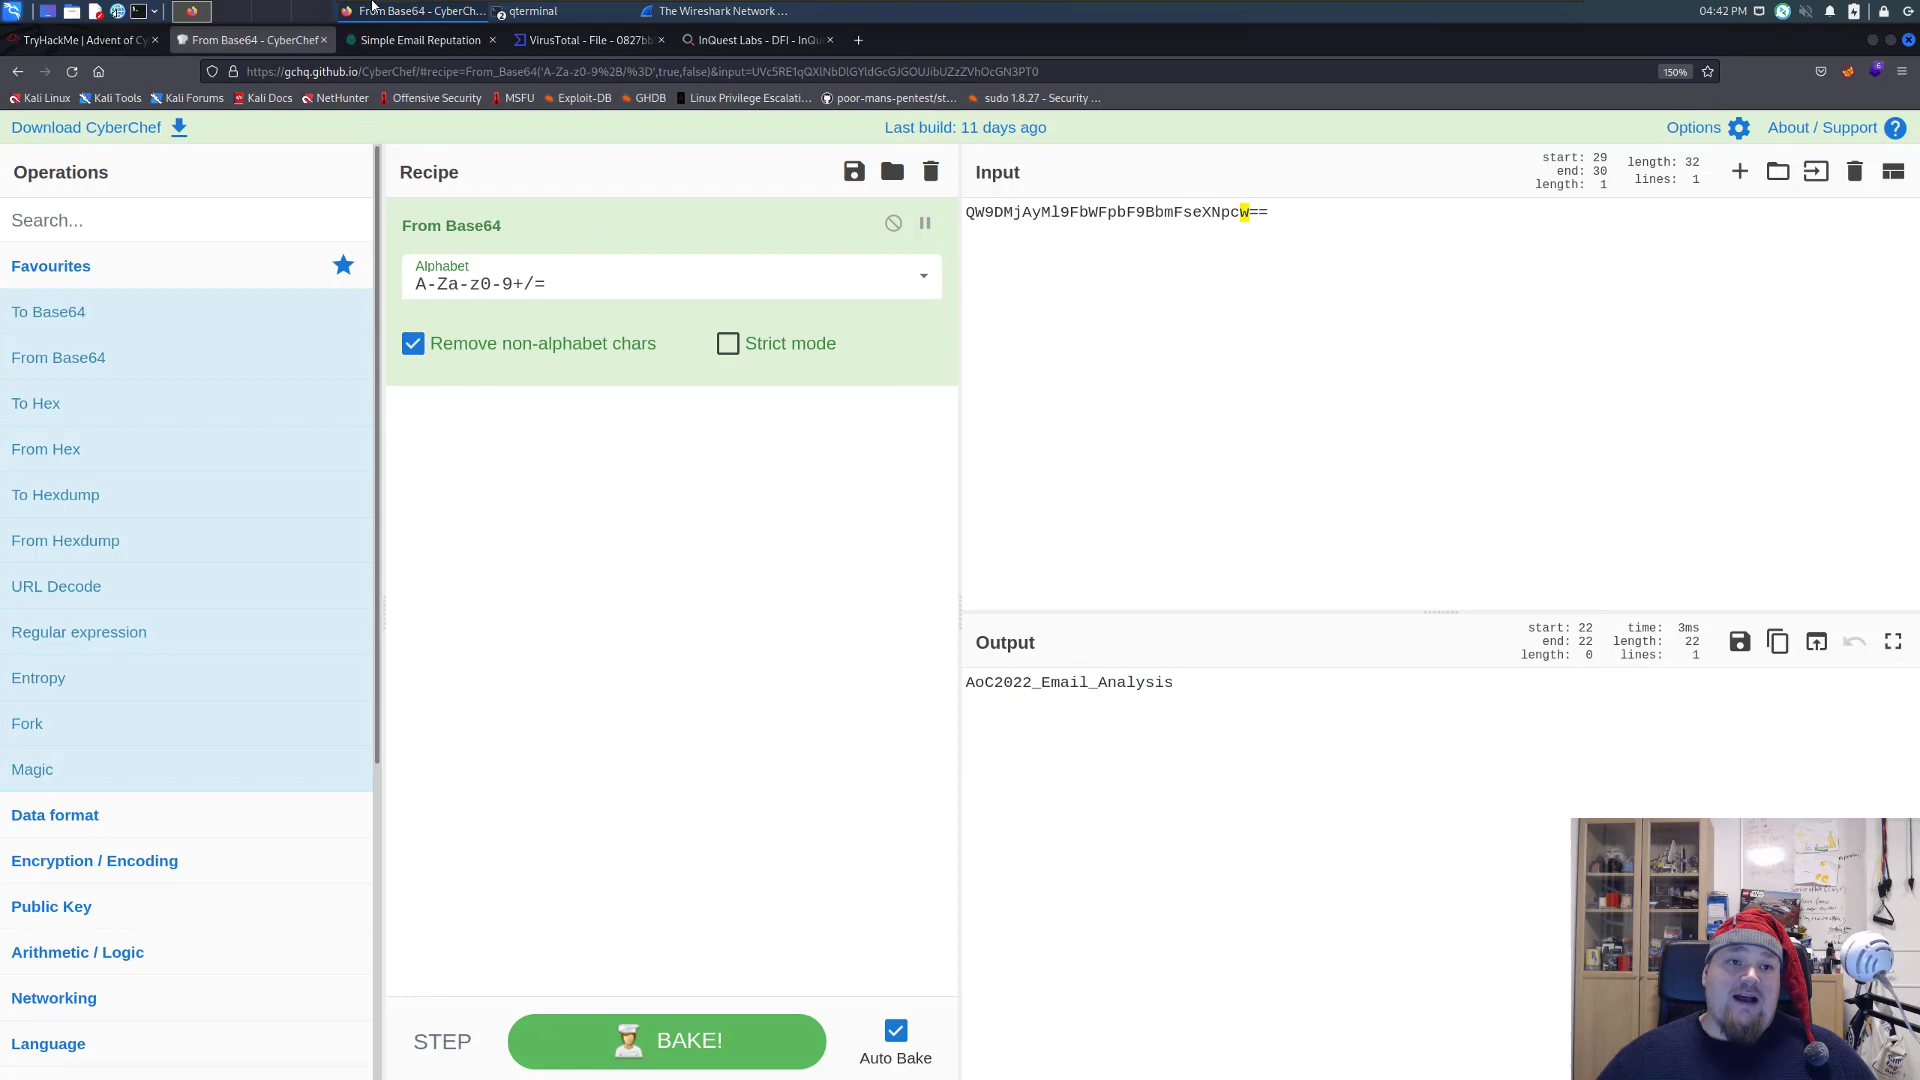 From Base64 - CyberCh...
qterminal
The Wireshark Network ...
04:42 PM
TryHackMe | Advent of Cy
From Base64 - CyberChef
Simple Email Reputation
VirusTotal - File - 0827bb
InQuest Labs - DFI - InQu
https://gchq.github.io/CyberChef/#recipe=From_Base64('A-Za-z0-9%2B/%3D',true,false)&input=UVc5RE1qQXlNbDlGYldGcGJGOUJibUZzZVhOcGN3PT0
150%
Kali Linux
Kali Tools
Kali Forums
Kali Docs
NetHunter
Offensive Security
MSFU
Exploit-DB
GHDB
Linux Privilege Escalati...
poor-mans-pentest/st...
sudo 1.8.27 - Security ...
Download CyberChef
Last build: 11 days ago
Options
About / Support
Operations
Recipe
Input
start: 29
end: 30
length: 1
length: 32
lines: 1
Search...
QW9DMjAyMl9FbWFpbF9BbmFseXNpcw==
From Base64
Alphabet
A-Za-z0-9+/=
Remove non-alphabet chars
Strict mode
Favourites
To Base64
From Base64
To Hex
From Hex
To Hexdump
From Hexdump
URL Decode
Regular expression
Entropy
Fork
Magic
Data format
Encryption / Encoding
Public Key
Arithmetic / Logic
Networking
Language
Output
start: 22
end: 22
length: 0
time: 3ms
length: 22
lines: 1
AoC2022_Email_Analysis
STEP
BAKE!
Auto Bake